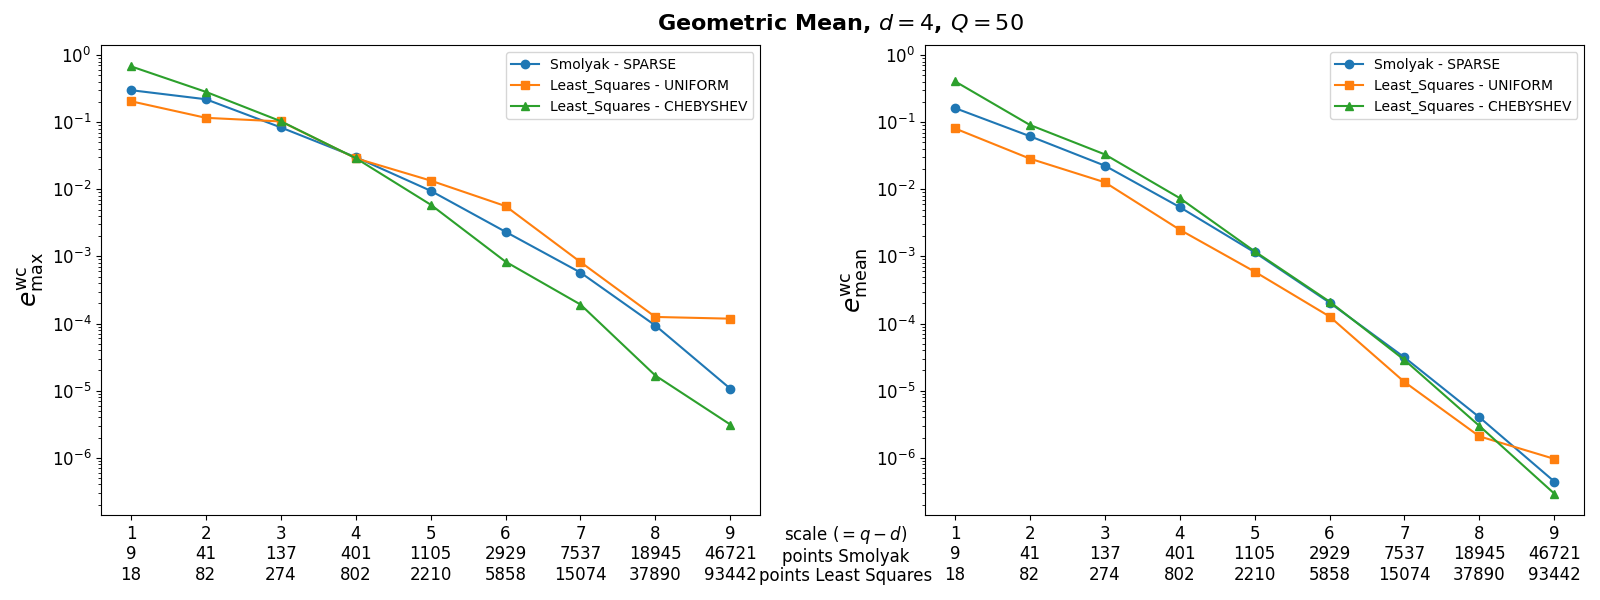 Geometric Mean, d = 4, Q = 50
10⁰
10⁻¹
10⁻²
10⁻³
10⁻⁴
10⁻⁵
10⁻⁶
e^wc_max
Smolyak - SPARSE
Least_Squares - UNIFORM
Least_Squares - CHEBYSHEV
10⁰
10⁻¹
10⁻²
10⁻³
10⁻⁴
10⁻⁵
10⁻⁶
e^wc_mean
Smolyak - SPARSE
Least_Squares - UNIFORM
Least_Squares - CHEBYSHEV
1 2 3 4 5 6 7 8 9 scale (= q − d) 1 2 3 4 5 6 7 8 9
9 41 137 401 1105 2929 7537 18945 46721 points Smolyak 9 41 137 401 1105 2929 7537 18945 46721
18 82 274 802 2210 5858 15074 37890 93442 points Least Squares 18 82 274 802 2210 5858 15074 37890 93442